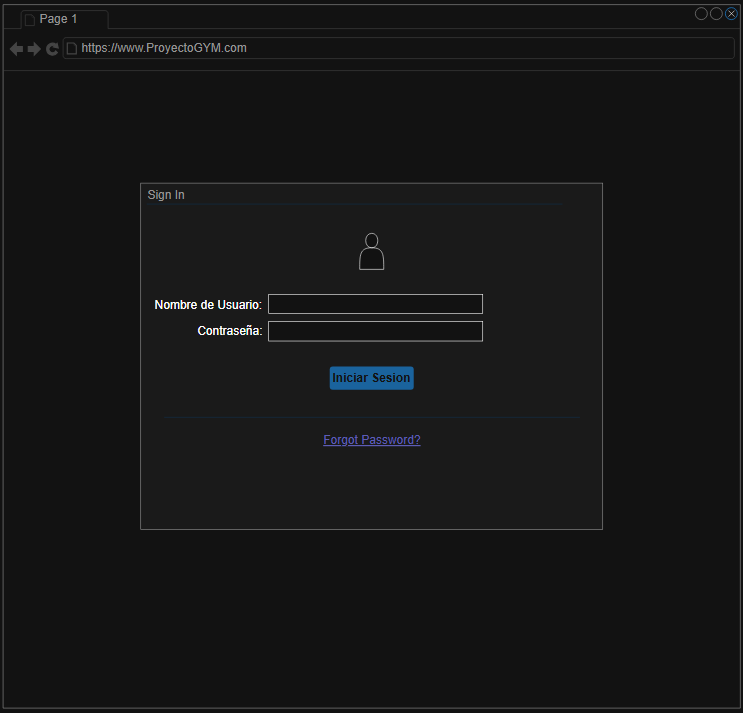 Page 1
https://www.ProyectoGYM.com
Sign In
Nombre de Usuario:
Contraseña:
Iniciar Sesion
Forgot Password?